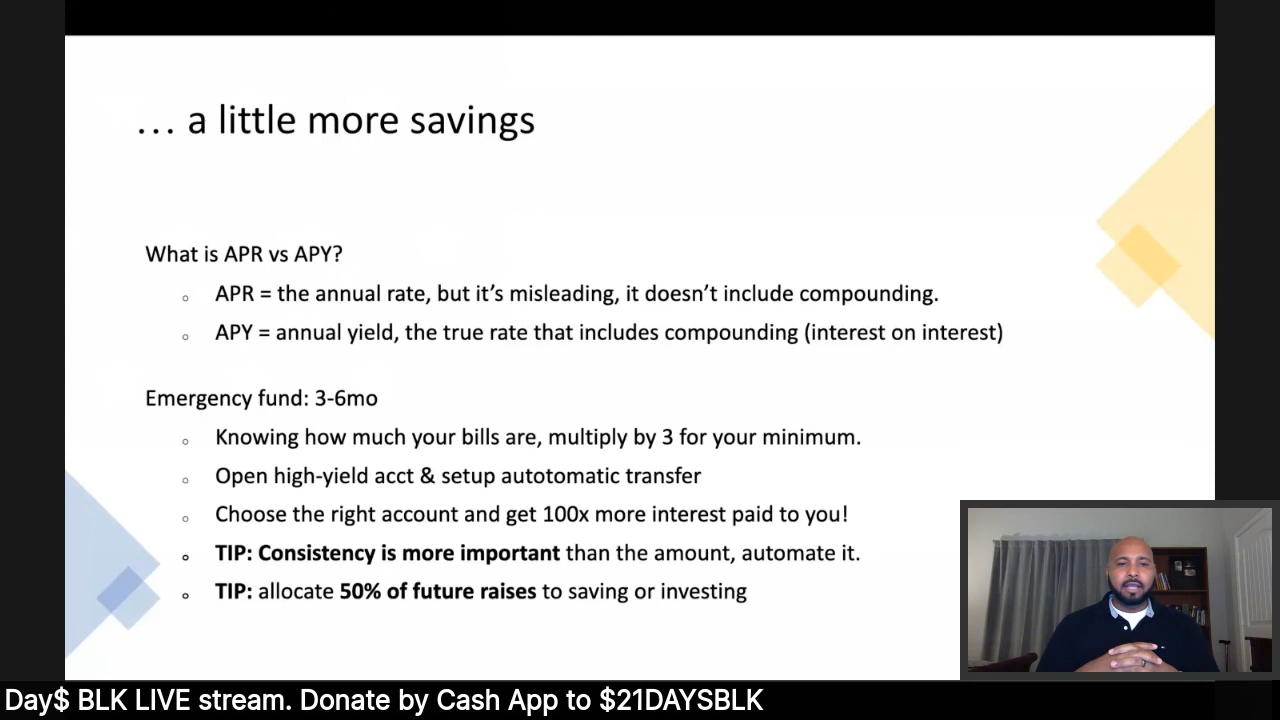 … a little more savings
What is APR vs APY?
APR = the annual rate, but it’s misleading, it doesn’t include compounding.
APY = annual yield, the true rate that includes compounding (interest on interest)
Emergency fund: 3-6mo
Knowing how much your bills are, multiply by 3 for your minimum.
Open high-yield acct & setup autotomatic transfer
Choose the right account and get 100x more interest paid to you!
TIP: Consistency is more important than the amount, automate it.
TIP: allocate 50% of future raises to saving or investing
Day$ BLK LIVE stream. Donate by Cash App to $21DAYSBLK